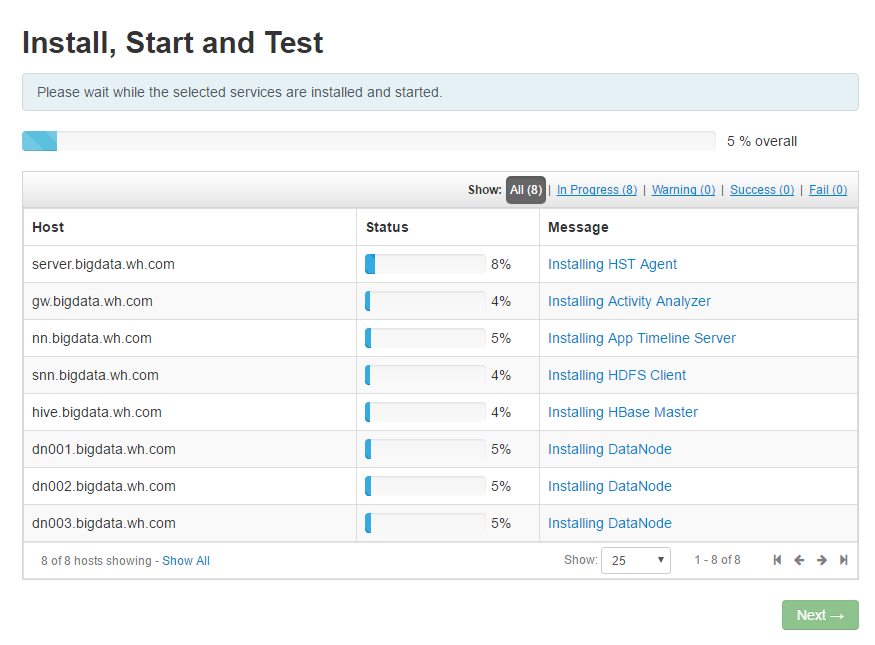 Install, Start and Test
Please wait while the selected services are installed and started.
5 % overall
Show: All (8) | In Progress (8) | Warning (0) | Success (0) | Fail (0)
Host Status Message
server.bigdata.wh.com 8% Installing HST Agent
gw.bigdata.wh.com 4% Installing Activity Analyzer
nn.bigdata.wh.com 5% Installing App Timeline Server
snn.bigdata.wh.com 4% Installing HDFS Client
hive.bigdata.wh.com 4% Installing HBase Master
dn001.bigdata.wh.com 5% Installing DataNode
dn002.bigdata.wh.com 5% Installing DataNode
dn003.bigdata.wh.com 5% Installing DataNode
8 of 8 hosts showing - Show All Show: 25 1 - 8 of 8
Next →